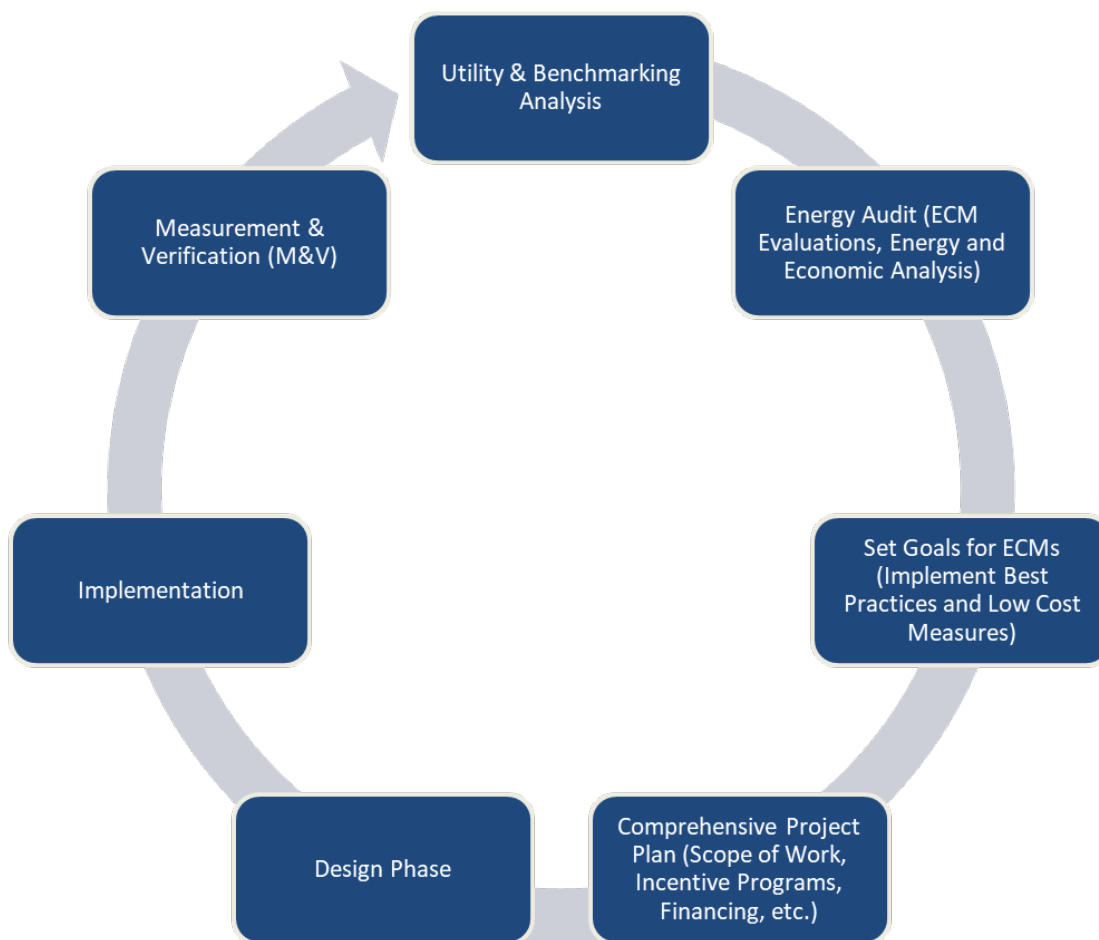 Utility & Benchmarking
Analysis
Energy Audit (ECM
Evaluations, Energy and
Economic Analysis)
Set Goals for ECMs
(Implement Best
Practices and Low Cost
Measures)
Comprehensive Project
Plan (Scope of Work,
Incentive Programs,
Financing, etc.)
Design Phase
Implementation
Measurement &
Verification (M&V)